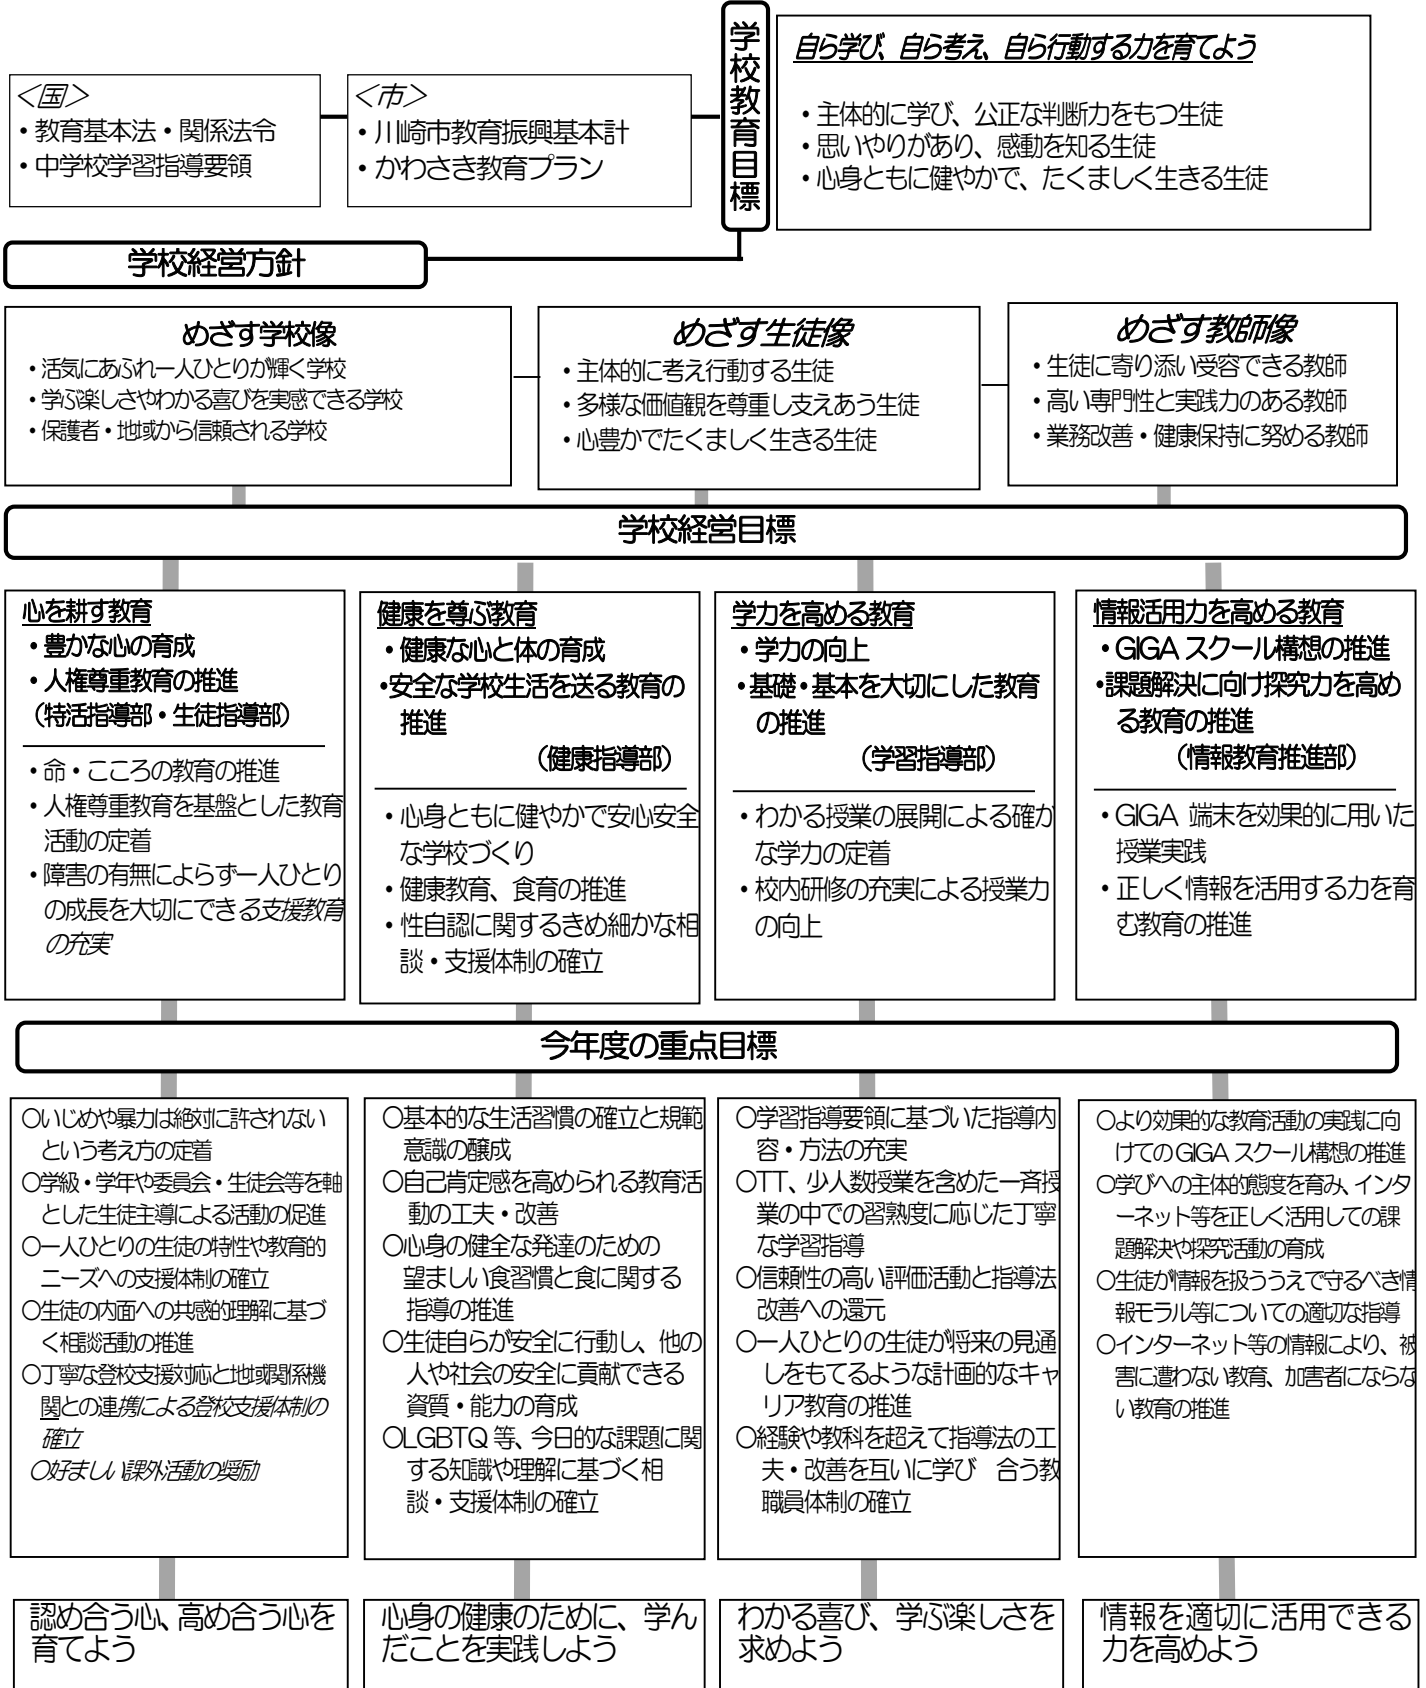 <国>
・教育基本法・関係法令
・中学校学習指導要領
<市>
・川崎市教育振興基本計
・かわさき教育プラン
学校教育目標
自ら学び、自ら考え、自ら行動する力を育てよう
・主体的に学び、公正な判断力をもつ生徒
・思いやりがあり、感動を知る生徒
・心身ともに健やかで、たくましく生きる生徒
学校経営方針
めざす学校像
・活気にあふれ一人ひとりが輝く学校
・学ぶ楽しさやわかる喜びを実感できる学校
・保護者・地域から信頼される学校
めざす生徒像
・主体的に考え行動する生徒
・多様な価値観を尊重し支えあう生徒
・心豊かでたくましく生きる生徒
めざす教師像
・生徒に寄り添い受容できる教師
・高い専門性と実践力のある教師
・業務改善・健康保持に努める教師
学校経営目標
心を耕す教育
・豊かな心の育成
・人権尊重教育の推進
(特活指導部・生徒指導部)
・命・こころの教育の推進
・人権尊重教育を基盤とした教育
活動の定着
・障害の有無によらず一人ひとり
の成長を大切にできる支援教育
の充実
健康を尊ぶ教育
・健康な心と体の育成
・安全な学校生活を送る教育の
推進
(健康指導部)
・心身ともに健やかで安心安全
な学校づくり
・健康教育、食育の推進
・性自認に関するきめ細かな相
談・支援体制の確立
学力を高める教育
・学力の向上
・基礎・基本を大切にした教育
の推進
(学習指導部)
・わかる授業の展開による確か
な学力の定着
・校内研修の充実による授業力
の向上
情報活用力を高める教育
・GIGA スクール構想の推進
・課題解決に向け探究力を高め
る教育の推進
(情報教育推進部)
・GIGA 端末を効果的に用いた
授業実践
・正しく情報を活用する力を育
む教育の推進
今年度の重点目標
〇いじめや暴力は絶対に許されない
という考え方の定着
〇学級・学年や委員会・生徒会等を軸
とした生徒主導による活動の促進
〇一人ひとりの生徒の特性や教育的
ニーズへの支援体制の確立
〇生徒の内面への共感的理解に基づ
く相談活動の推進
〇丁寧な登校支援対応と地域関係機
関との連携による登校支援体制の
確立
〇好ましい課外活動の奨励
〇基本的な生活習慣の確立と規範
意識の醸成
〇自己肯定感を高められる教育活
動の工夫・改善
〇心身の健全な発達のための
望ましい食習慣と食に関する
指導の推進
〇生徒自らが安全に行動し、他の
人や社会の安全に貢献できる
資質・能力の育成
〇LGBTQ 等、今日的な課題に関
する知識や理解に基づく相
談・支援体制の確立
〇学習指導要領に基づいた指導内
容・方法の充実
〇TT、少人数授業を含めた一斉授
業の中での習熟度に応じた丁寧
な学習指導
〇信頼性の高い評価活動と指導法
改善への還元
〇一人ひとりの生徒が将来の見通
しをもてるような計画的なキャ
リア教育の推進
〇経験や教科を超えて指導法の工
夫・改善を互いに学び 合う教
職員体制の確立
〇より効果的な教育活動の実践に向
けてのGIGA スクール構想の推進
〇学びへの主体的態度を育み、インタ
ーネット等を正しく活用しての課
題解決や探究活動の育成
〇生徒が情報を扱ううえで守るべき情
報モラル等についての適切な指導
〇インターネット等の情報により、被
害に遭わない教育、加害者にならな
い教育の推進
認め合う心、高め合う心を
育てよう
心身の健康のために、学ん
だことを実践しよう
わかる喜び、学ぶ楽しさを
求めよう
情報を適切に活用できる
力を高めよう